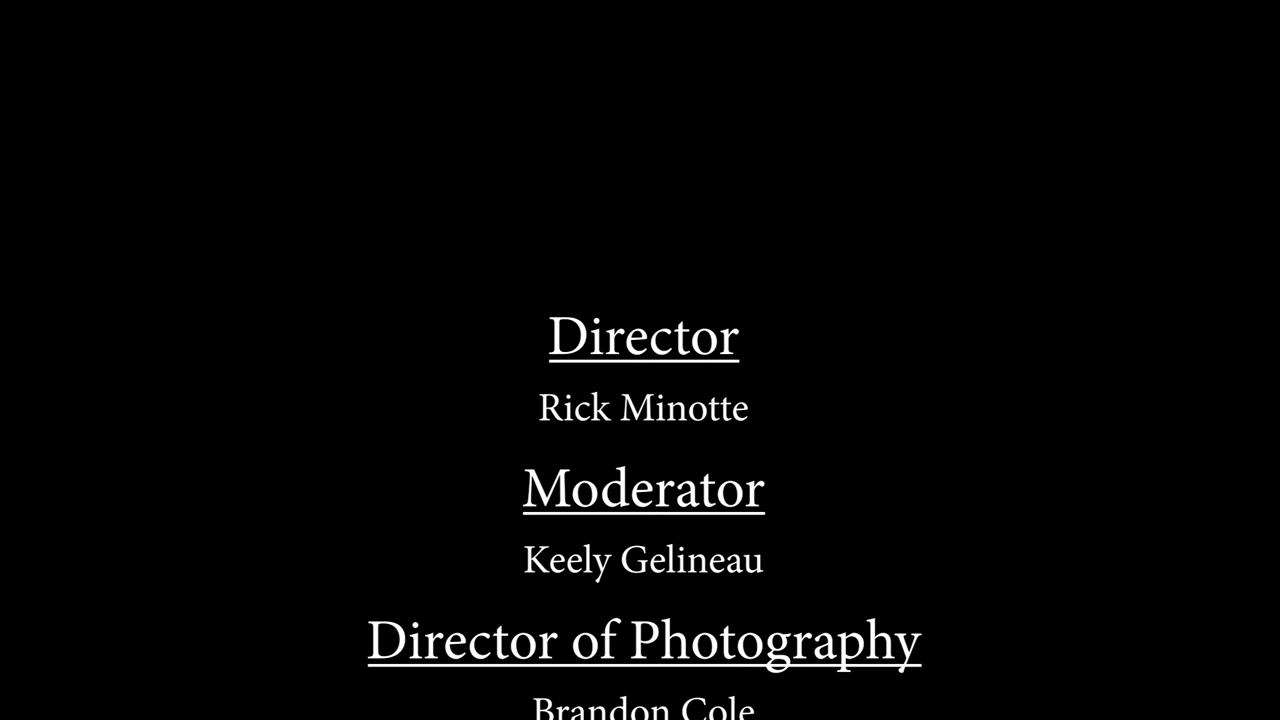 Director
Rick Minotte
Moderator
Keely Gelineau
Director of Photography
Brandon Cole